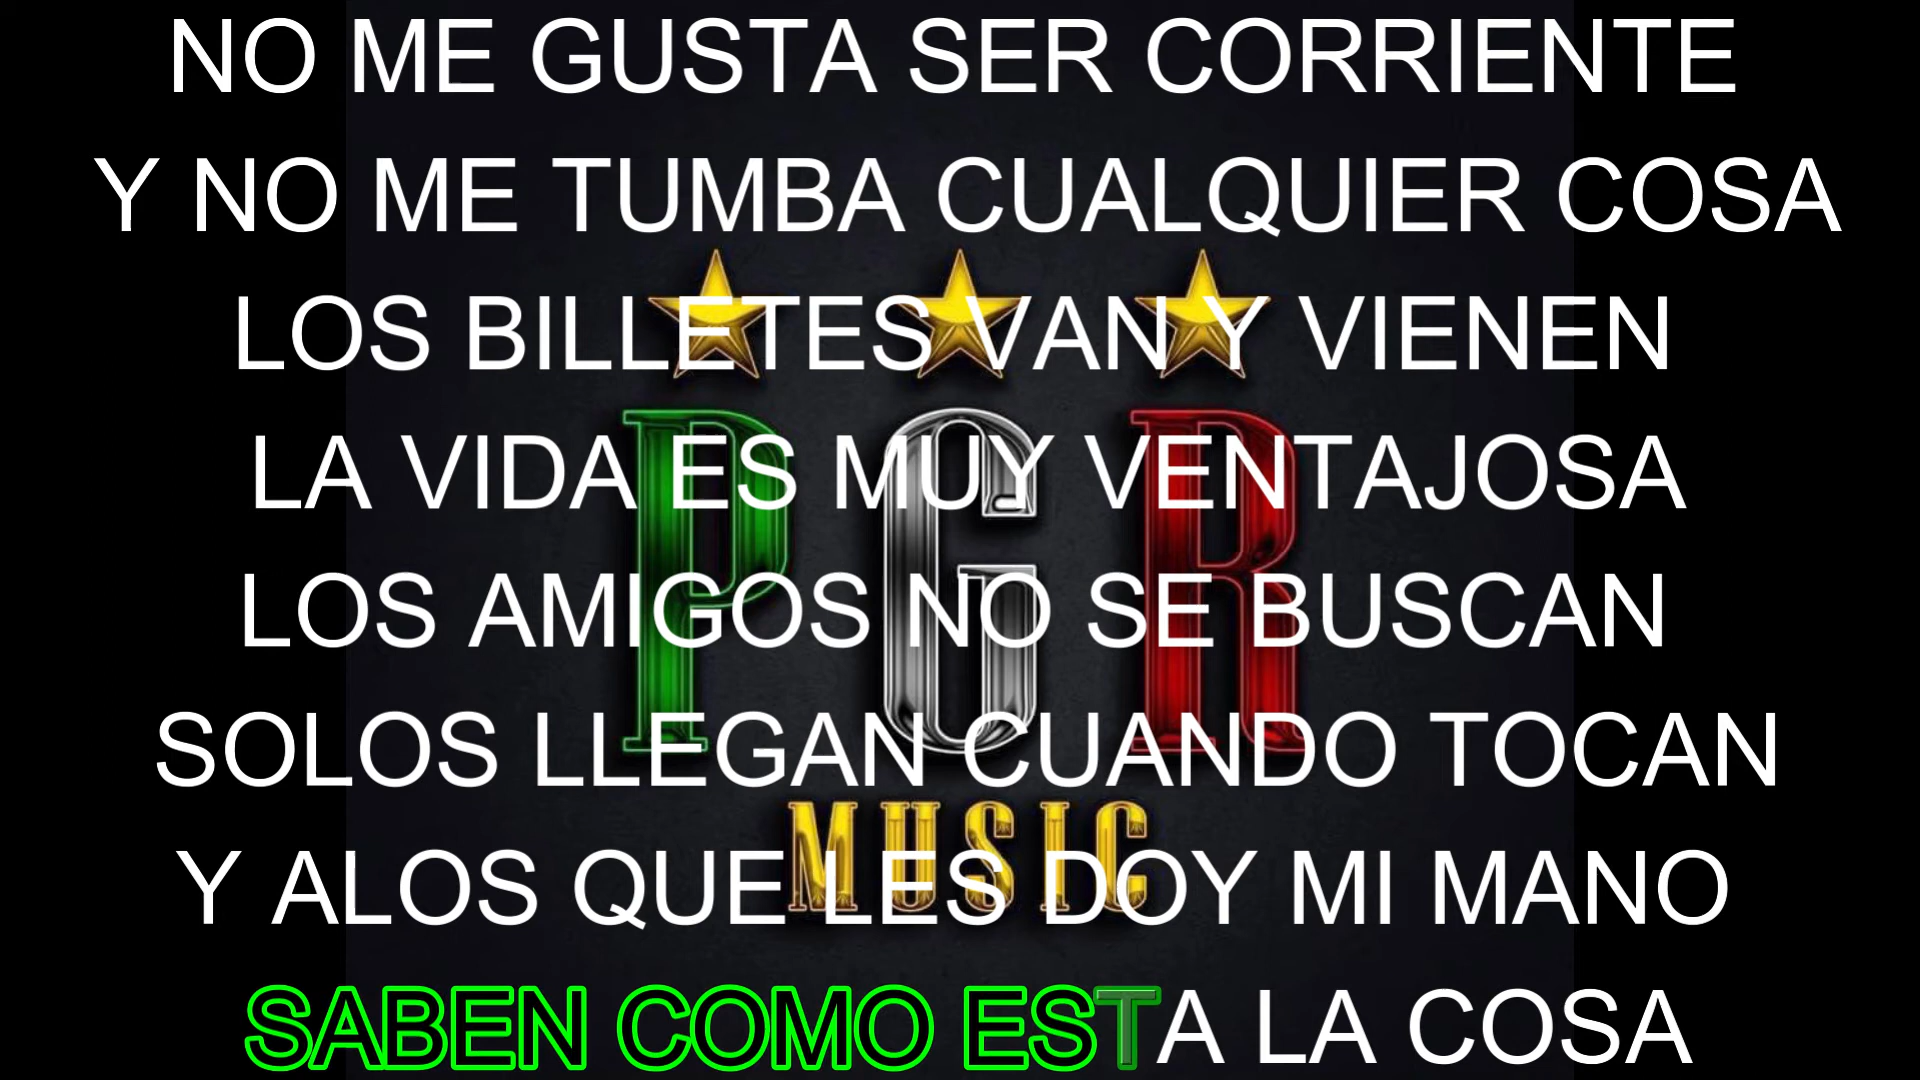 NO ME GUSTA SER CORRIENTE
Y NO ME TUMBA CUALQUIER COSA
LOS BILLETES VAN Y VIENEN
LA VIDA ES MUY VENTAJOSA
LOS AMIGOS NO SE BUSCAN
SOLOS LLEGAN CUANDO TOCAN
Y ALOS QUE LES DOY MI MANO
SABEN COMO ESTA LA COSA
PGR
MUSIC